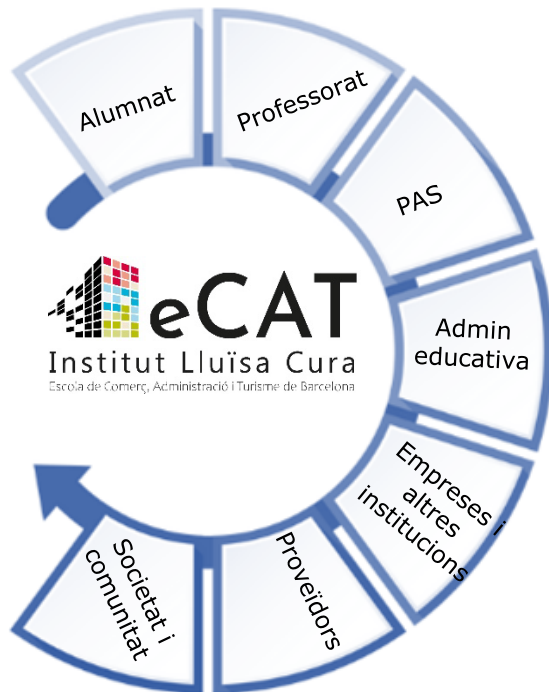 Alumnat
Professorat
PAS
Admin
educativa
Empreses i
altres
institucions
Proveïdors
Societat i
comunitat
eCAT
Institut Lluïsa Cura
Escola de Comerç, Administració i Turisme de Barcelona